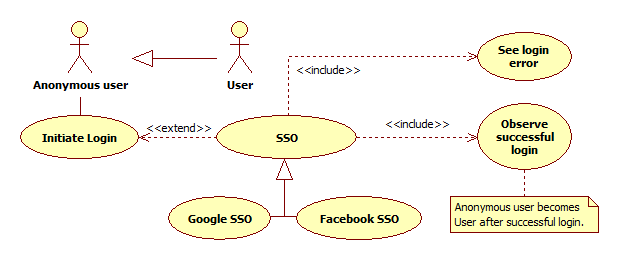 Anonymous user
User
See login
error
<<include>>
Initiate Login
<<extend>>
SSO
<<include>>
Observe
successful
login
Google SSO
Facebook SSO
Anonymous user becomes
User after successful login.